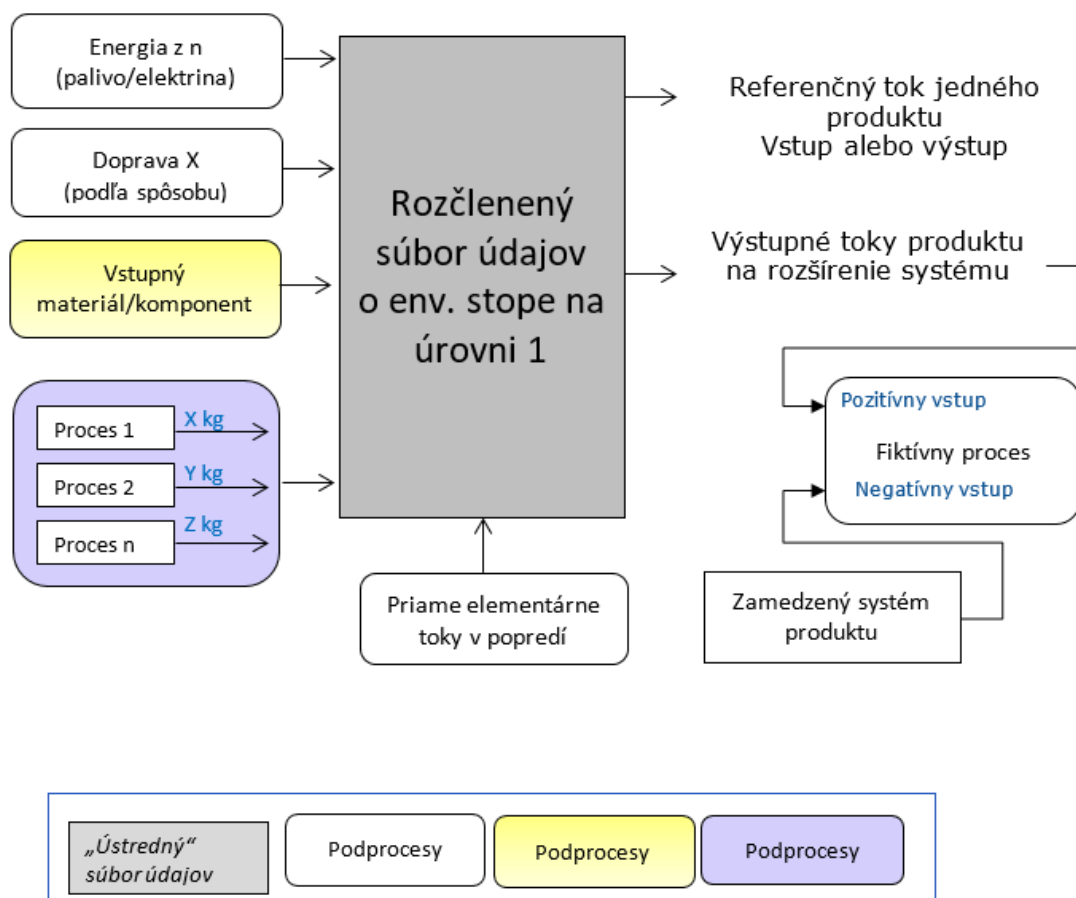 Energia z n
(palivo/elektrina)
Doprava X
(podľa spôsobu)
Vstupný
materiál/komponent
Proces 1
X kg
Proces 2
Y kg
Proces n
Z kg
Rozčlenený
súbor údajov
o env. stope na
úrovni 1
Priame elementárne
toky v popredí
Referenčný tok jedného
produktu
Vstup alebo výstup
Výstupné toky produktu
na rozšírenie systému
Pozitívny vstup
Fiktívny proces
Negatívny vstup
Zamedzený systém
produktu
„Ústredný“
súbor údajov
Podprocesy
Podprocesy
Podprocesy